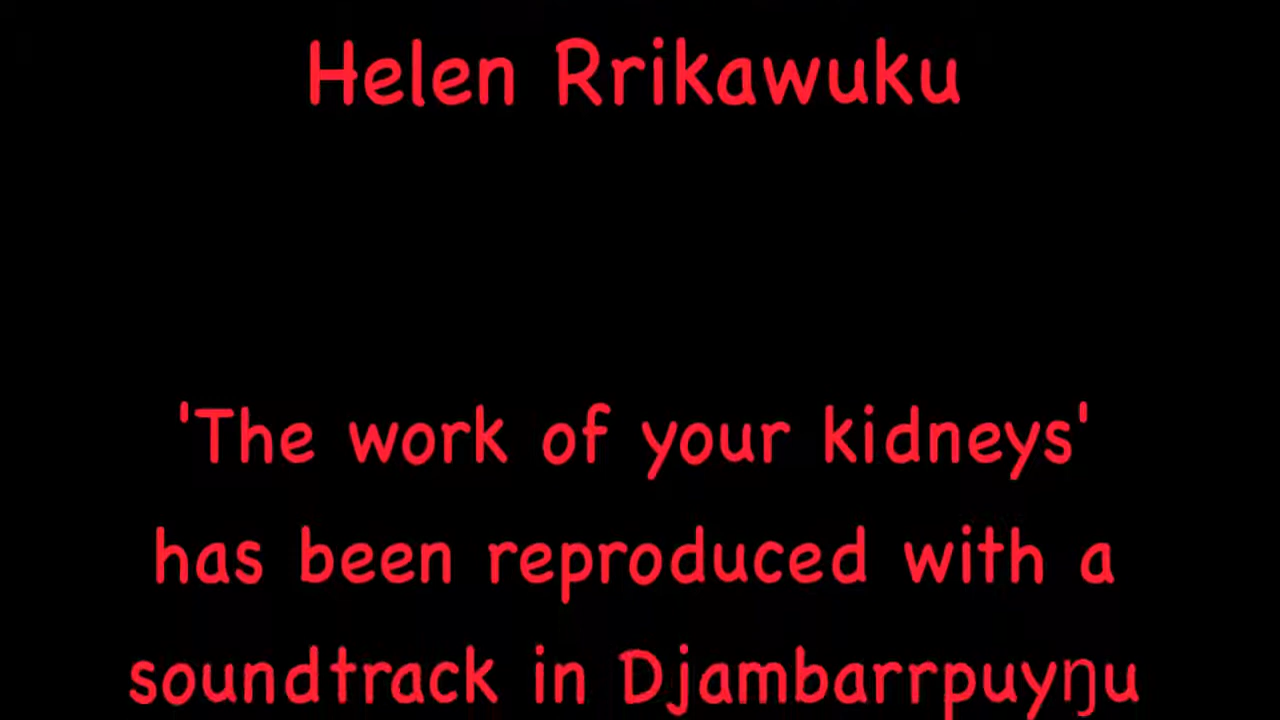 Helen Rrikawuku
'The work of your kidneys'
has been reproduced with a
soundtrack in Djambarrpuyŋu